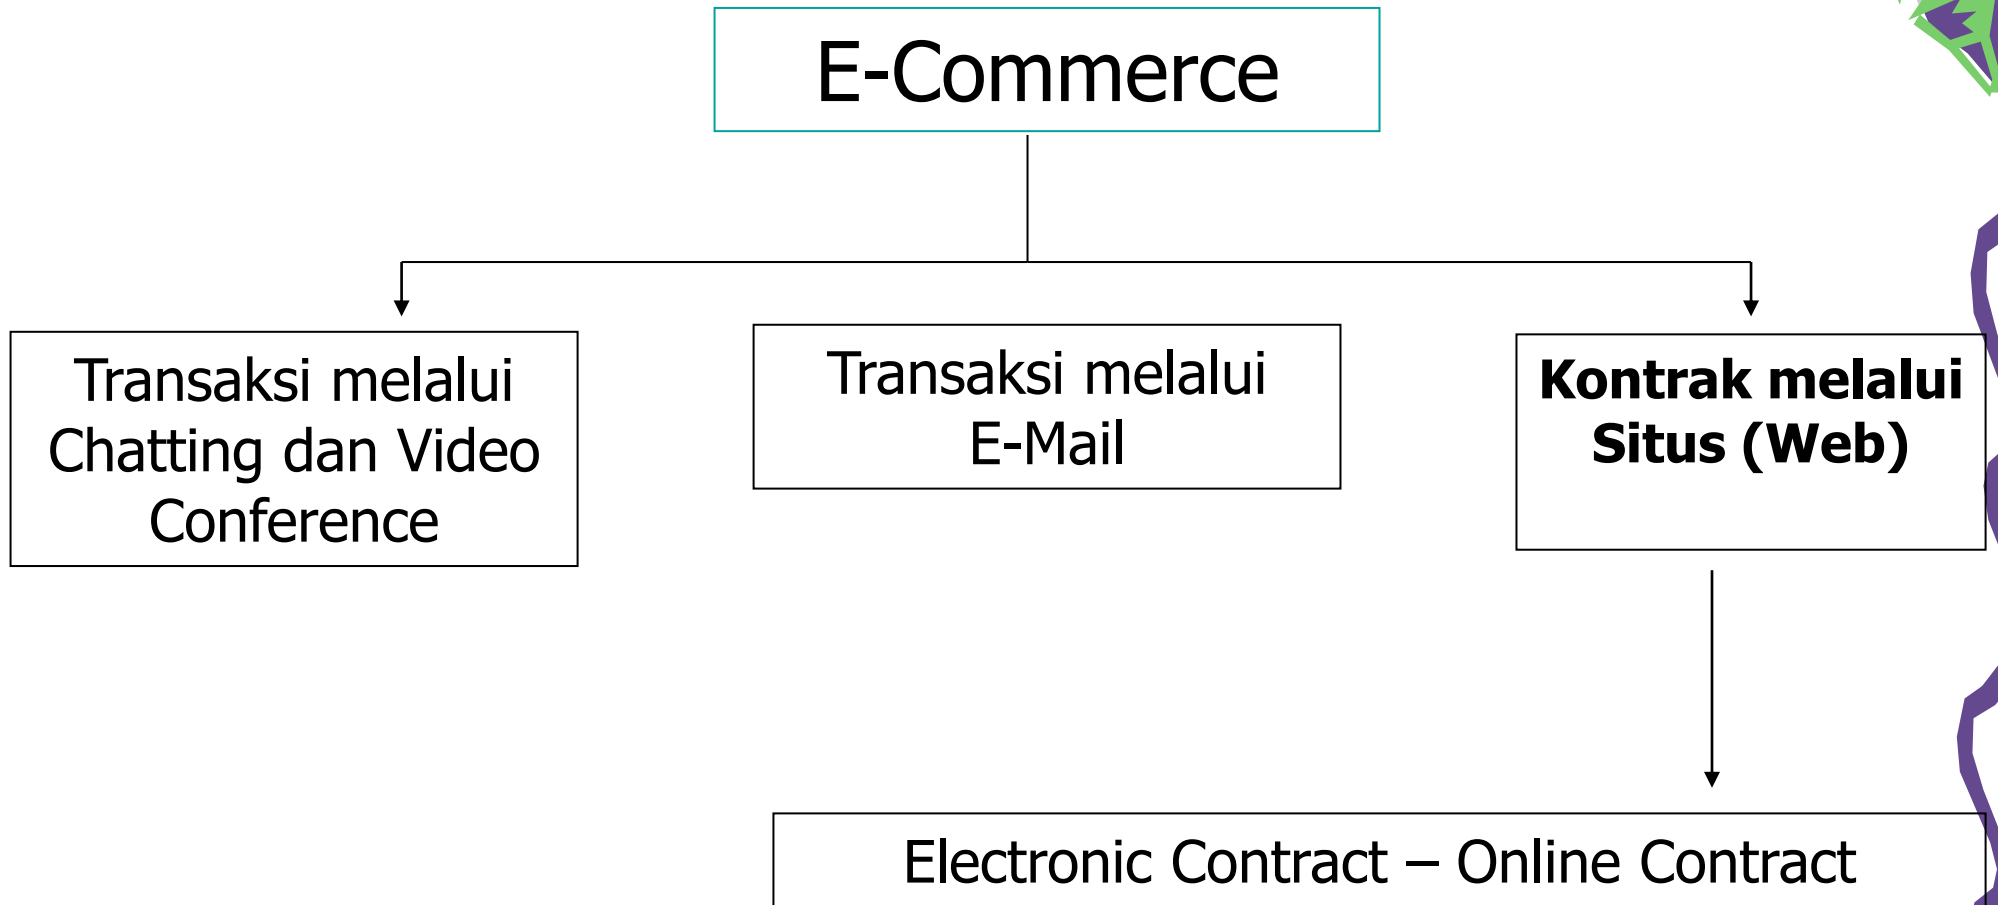 E-Commerce
Transaksi melalui
Chatting dan Video
Conference
Transaksi melalui
E-Mail
Kontrak melalui
Situs (Web)
Electronic Contract – Online Contract